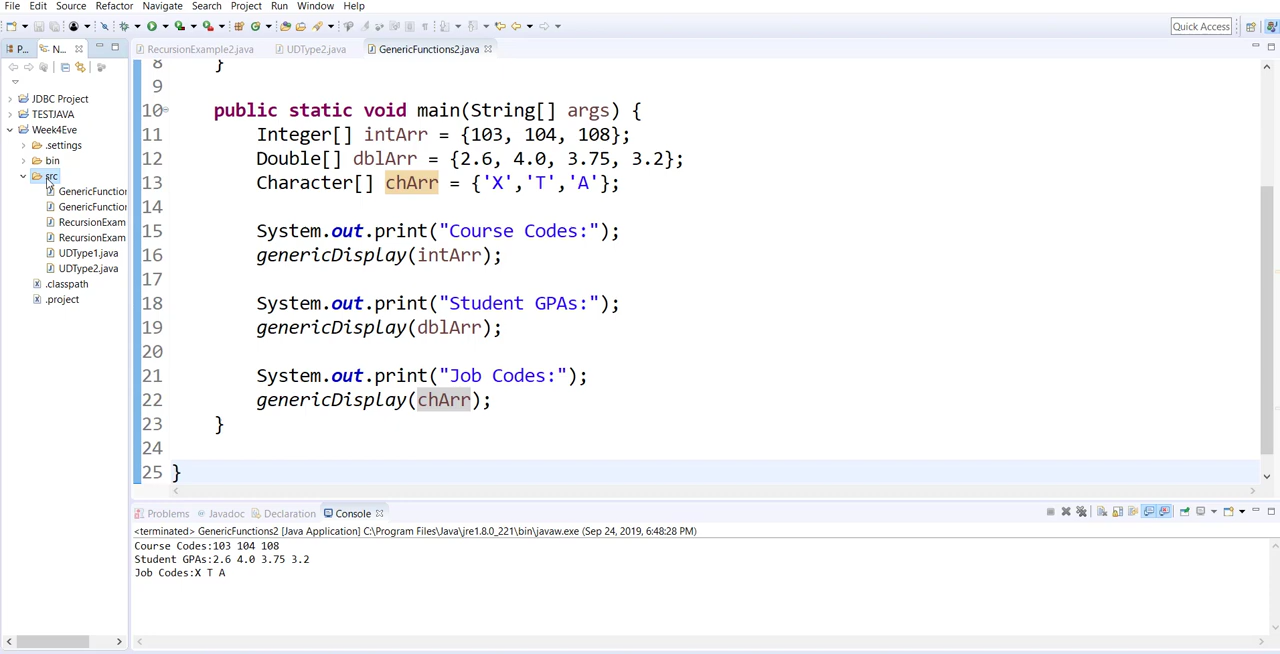 File Edit Source Refactor Navigate Search Project Run Window Help
Quick Access
P... N... RecursionExample2.java UDType2.java GenericFunctions2.java
JDBC Project
TESTJAVA
Week4Eve
.settings
bin
src
GenericFunction
GenericFunction
RecursionExam
RecursionExam
UDType1.java
UDType2.java
.classpath
.project
8 }
9
10 public static void main(String[] args) {
11 Integer[] intArr = {103, 104, 108};
12 Double[] dblArr = {2.6, 4.0, 3.75, 3.2};
13 Character[] chArr = {'X','T','A'};
14
15 System.out.print("Course Codes:");
16 genericDisplay(intArr);
17
18 System.out.print("Student GPAs:");
19 genericDisplay(dblArr);
20
21 System.out.print("Job Codes:");
22 genericDisplay(chArr);
23 }
24
25 }
Problems Javadoc Declaration Console
<terminated> GenericFunctions2 [Java Application] C:\Program Files\Java\jre1.8.0_221\bin\javaw.exe (Sep 24, 2019, 6:48:28 PM)
Course Codes:103 104 108
Student GPAs:2.6 4.0 3.75 3.2
Job Codes:X T A